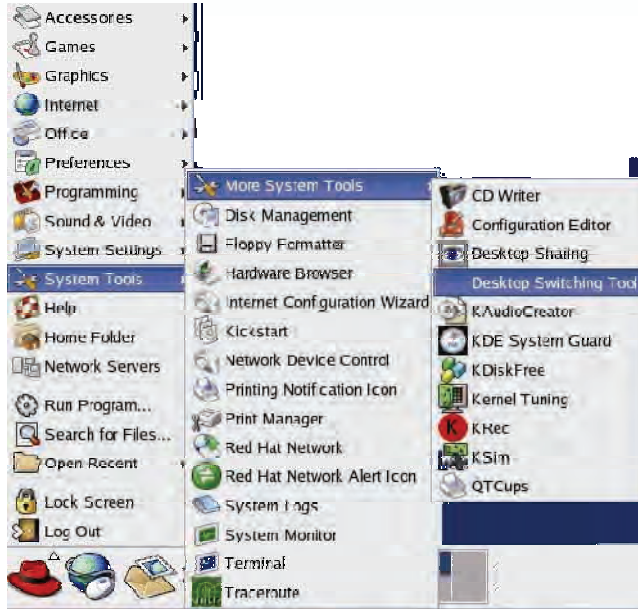 Accessores
Games
Graphics
Internet
Office
Preferences
Programming
Sound & Video
System Settings
System Tools
Help
Home Folder
Network Servers
Run Program...
Search for Files...
Open Recent
Lock Screen
Log Out
More System Tools
Disk Management
Floppy Formatter
Hardware Browser
Internet Configuration Wizard
Kickstart
Network Device Control
Printing Notification Icon
Print Manager
Red Hat Network
Red Hat Network Alert Icon
System Logs
System Monitor
Terminal
Traceroute
CD Writer
Configuration Editor
Desktop Sharing
Desktop Switching Tool
KAudioCreator
KDE System Guard
KDiskFree
Kernel Tuning
KRec
KSim
QTCups